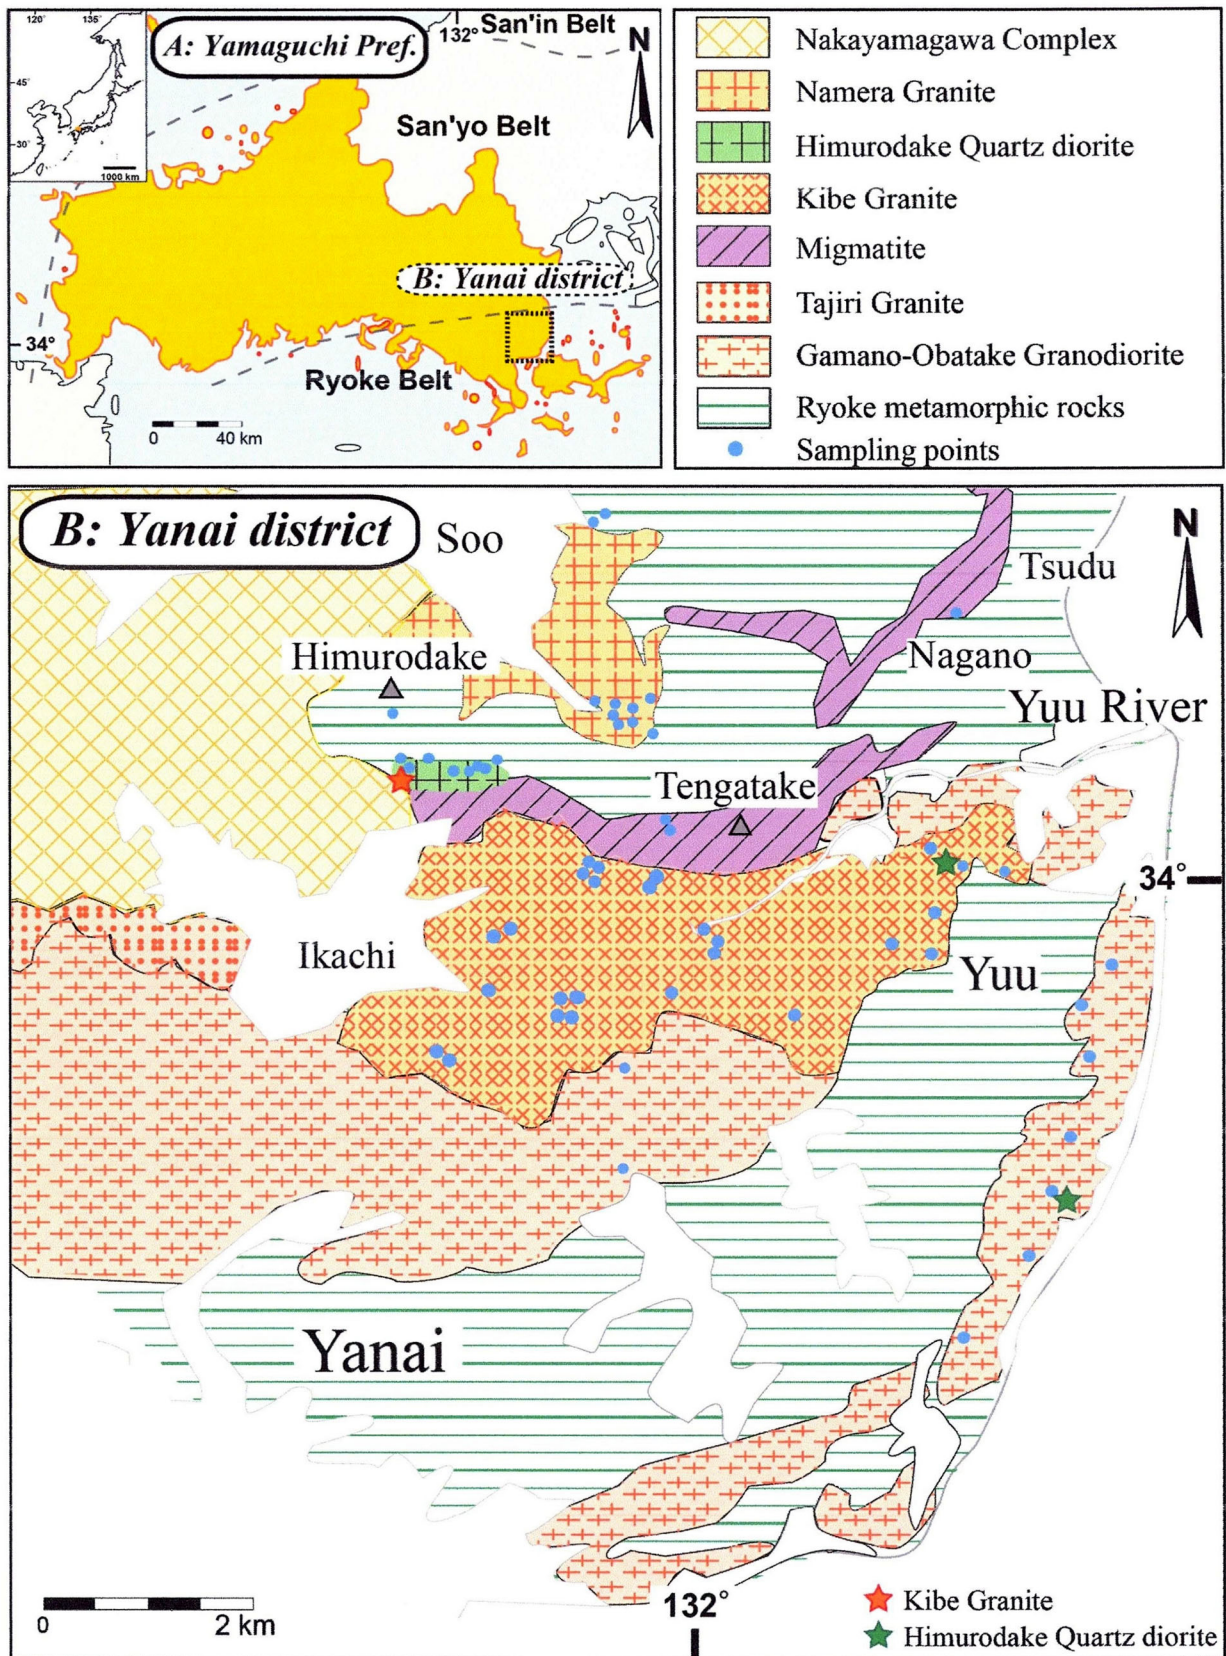 120°
135°
45°
30°
1000 km
A: Yamaguchi Pref.
132°
San'in Belt
N
San'yo Belt
B: Yanai district
34°
Ryoke Belt
0
40 km
Nakayamagawa Complex
Namera Granite
Himurodake Quartz diorite
Kibe Granite
Migmatite
Tajiri Granite
Gamano-Obatake Granodiorite
Ryoke metamorphic rocks
Sampling points
B: Yanai district
Soo
N
Tsudu
Himurodake
Nagano
Yuu River
Tengatake
34°
Ikachi
Yuu
Yanai
0
2 km
132°
Kibe Granite
Himurodake Quartz diorite